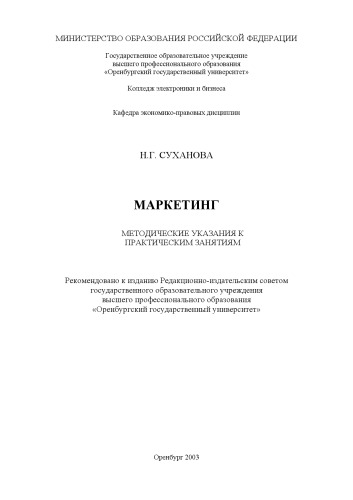 МИНИСТЕРСТВО ОБРАЗОВАНИЯ РОССИЙСКОЙ ФЕДЕРАЦИИ
Государственное образовательное учреждение
высшего профессионального образования
«Оренбургский государственный университет»
Колледж электроники и бизнеса
Кафедра экономико-правовых дисциплин
Н.Г. СУХАНОВА
МАРКЕТИНГ
МЕТОДИЧЕСКИЕ УКАЗАНИЯ К
ПРАКТИЧЕСКИМ ЗАНЯТИЯМ
Рекомендовано к изданию Редакционно-издательским советом
государственного образовательного учреждения
высшего профессионального образования
«Оренбургский государственный университет»
Оренбург 2003